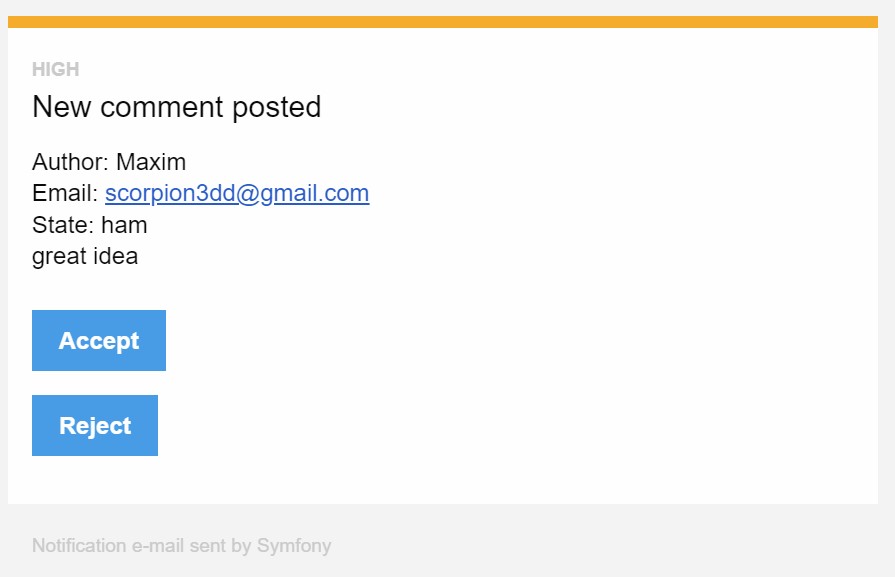 HIGH
New comment posted
Author: Maxim
Email: scorpion3dd@gmail.com
State: ham
great idea
Accept
Reject
Notification e-mail sent by Symfony